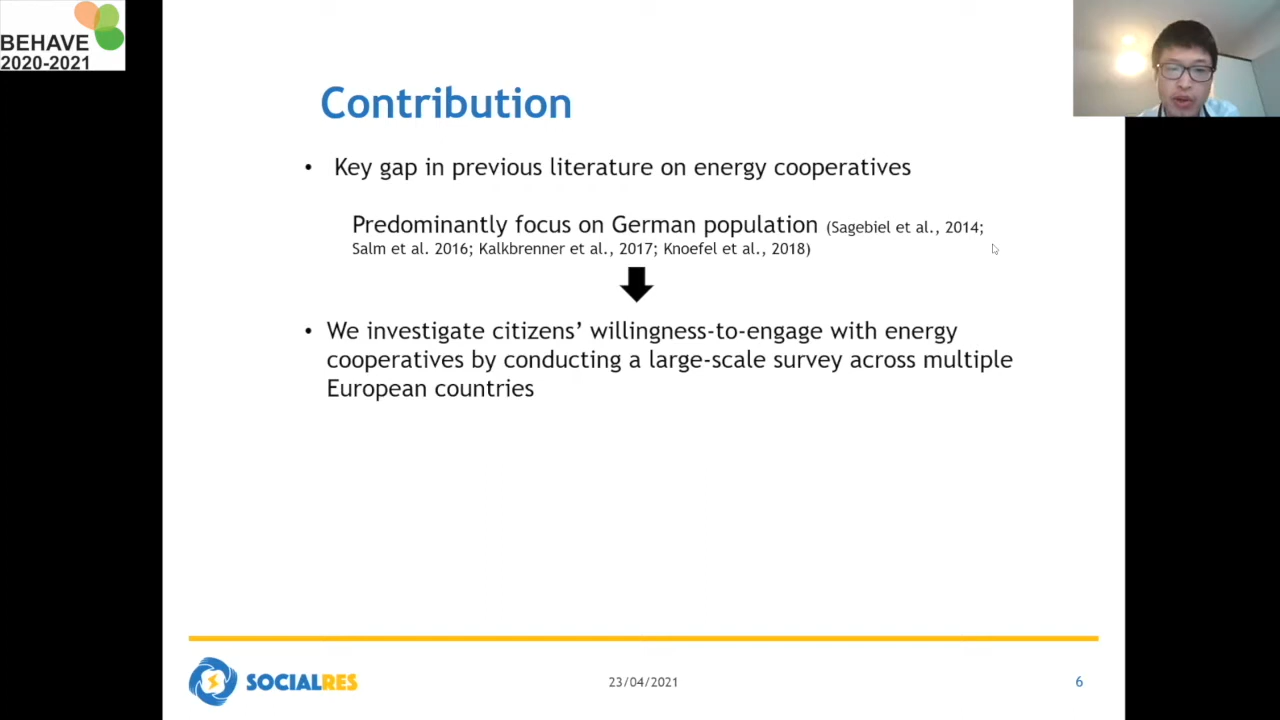 BEHAVE
2020-2021
Contribution
• Key gap in previous literature on energy cooperatives
Predominantly focus on German population (Sagebiel et al., 2014;
Salm et al. 2016; Kalkbrenner et al., 2017; Knoefel et al., 2018)
• We investigate citizens’ willingness-to-engage with energy
cooperatives by conducting a large-scale survey across multiple
European countries
SOCIALRES
23/04/2021
6